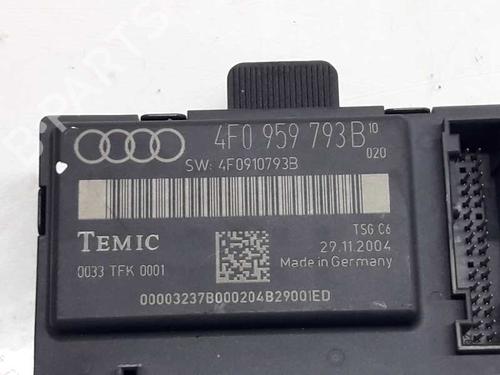 4F0 959 793B 10
020
SW: 4F0910793B
TEMIC
TSG C6
29.11.2004
0033 TFK 0001
Made in Germany
00003237B000204B29001ED